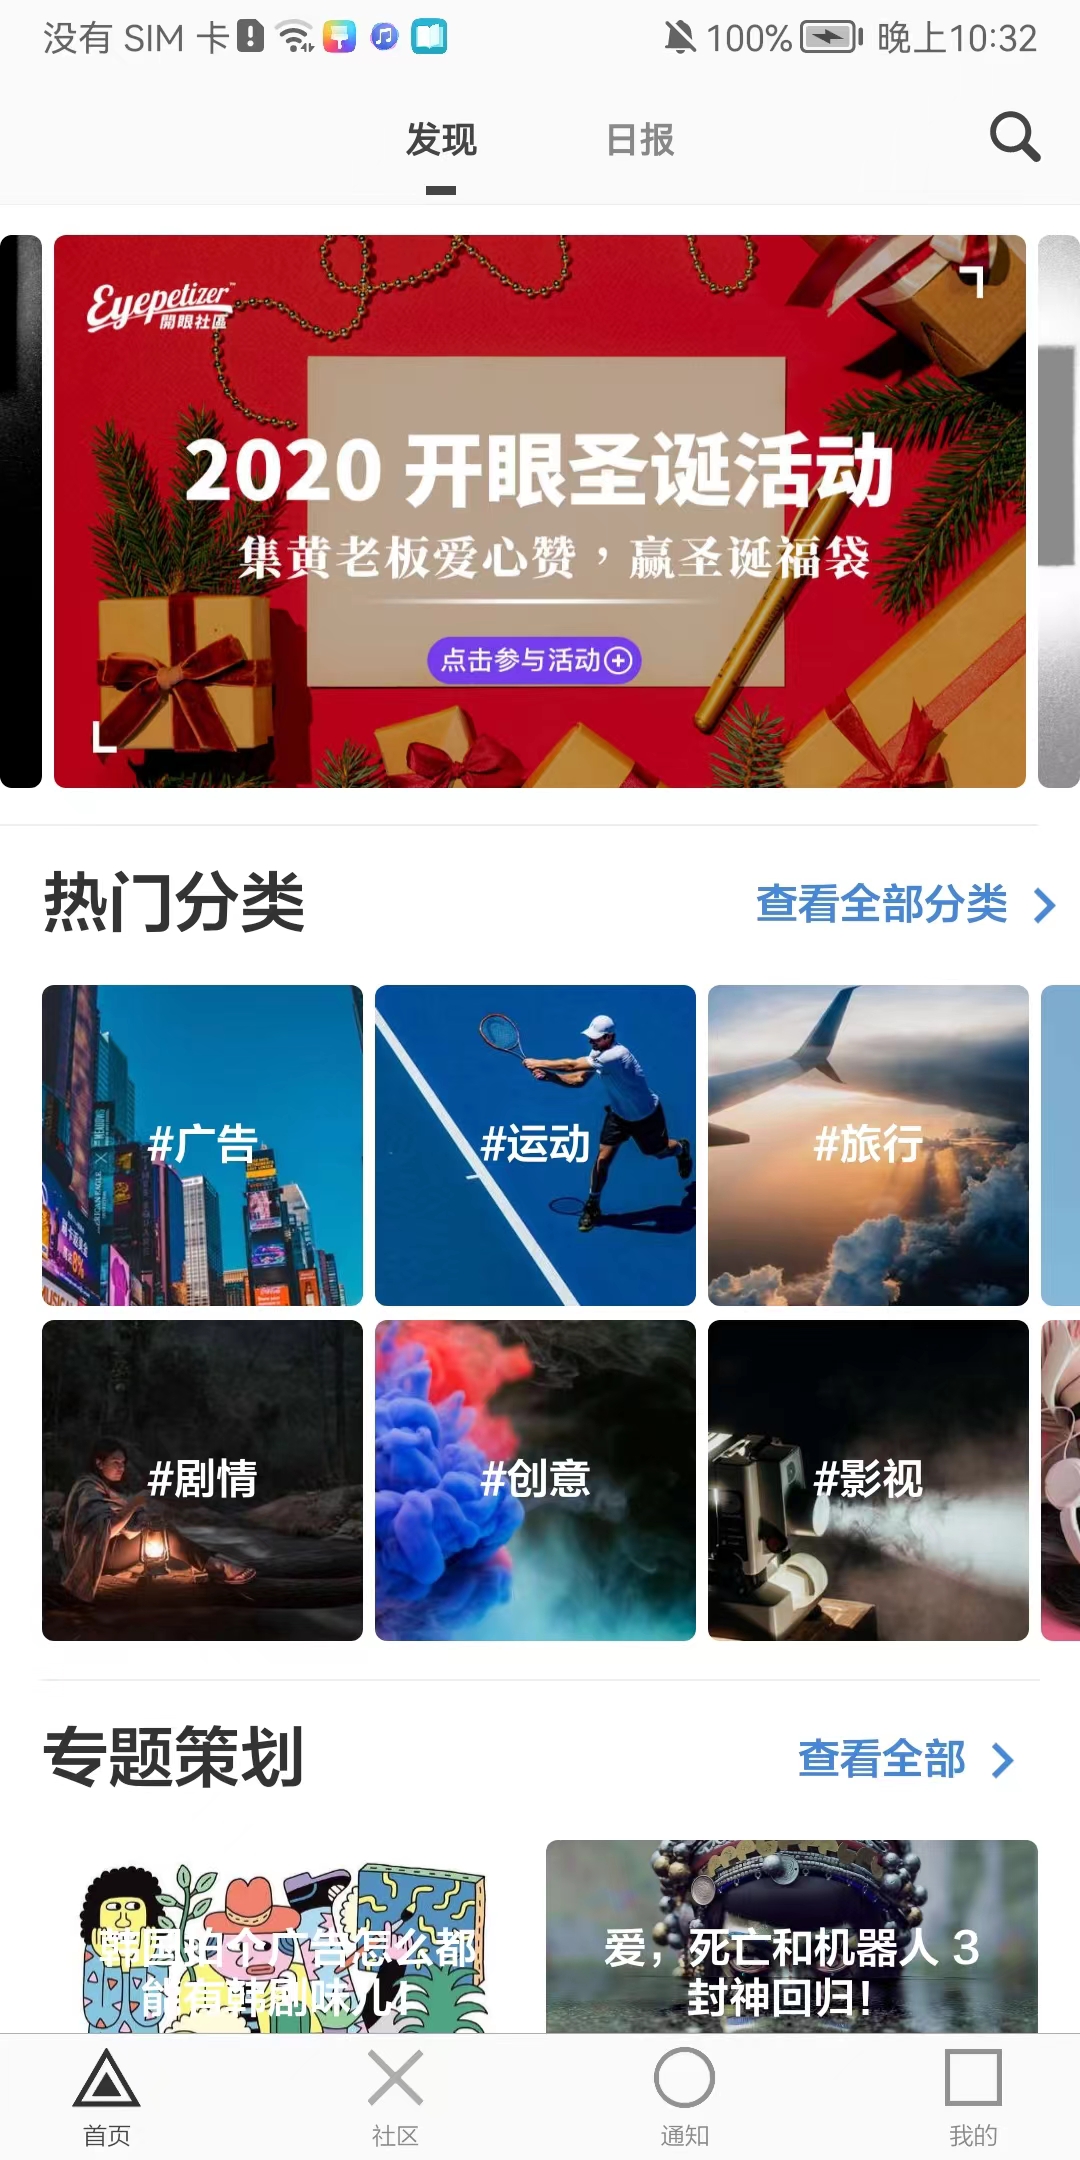 没有 SIM 卡
100%
晚上10:32
发现
日报
Eyepetizer
開眼社區
2020 开眼圣诞活动
集黄老板爱心赞，赢圣诞福袋
点击参与活动
热门分类
查看全部分类
#广告
#运动
#旅行
#剧情
#创意
#影视
专题策划
查看全部
韩国拍个广告怎么都
能有韩剧味儿！
爱，死亡和机器人 3
封神回归！
首页
社区
通知
我的